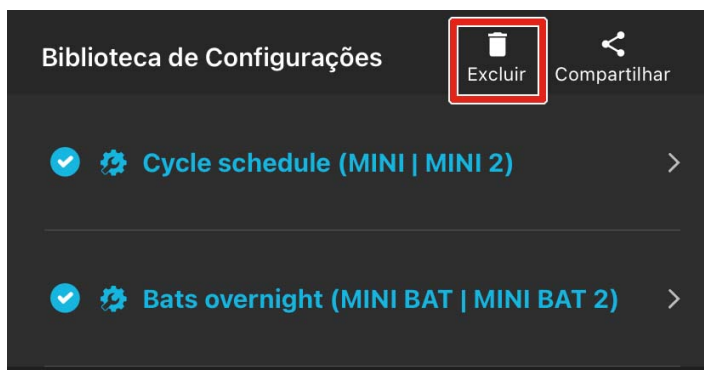 Biblioteca de Configurações
Excluir
Compartilhar
Cycle schedule (MINI | MINI 2)
Bats overnight (MINI BAT | MINI BAT 2)